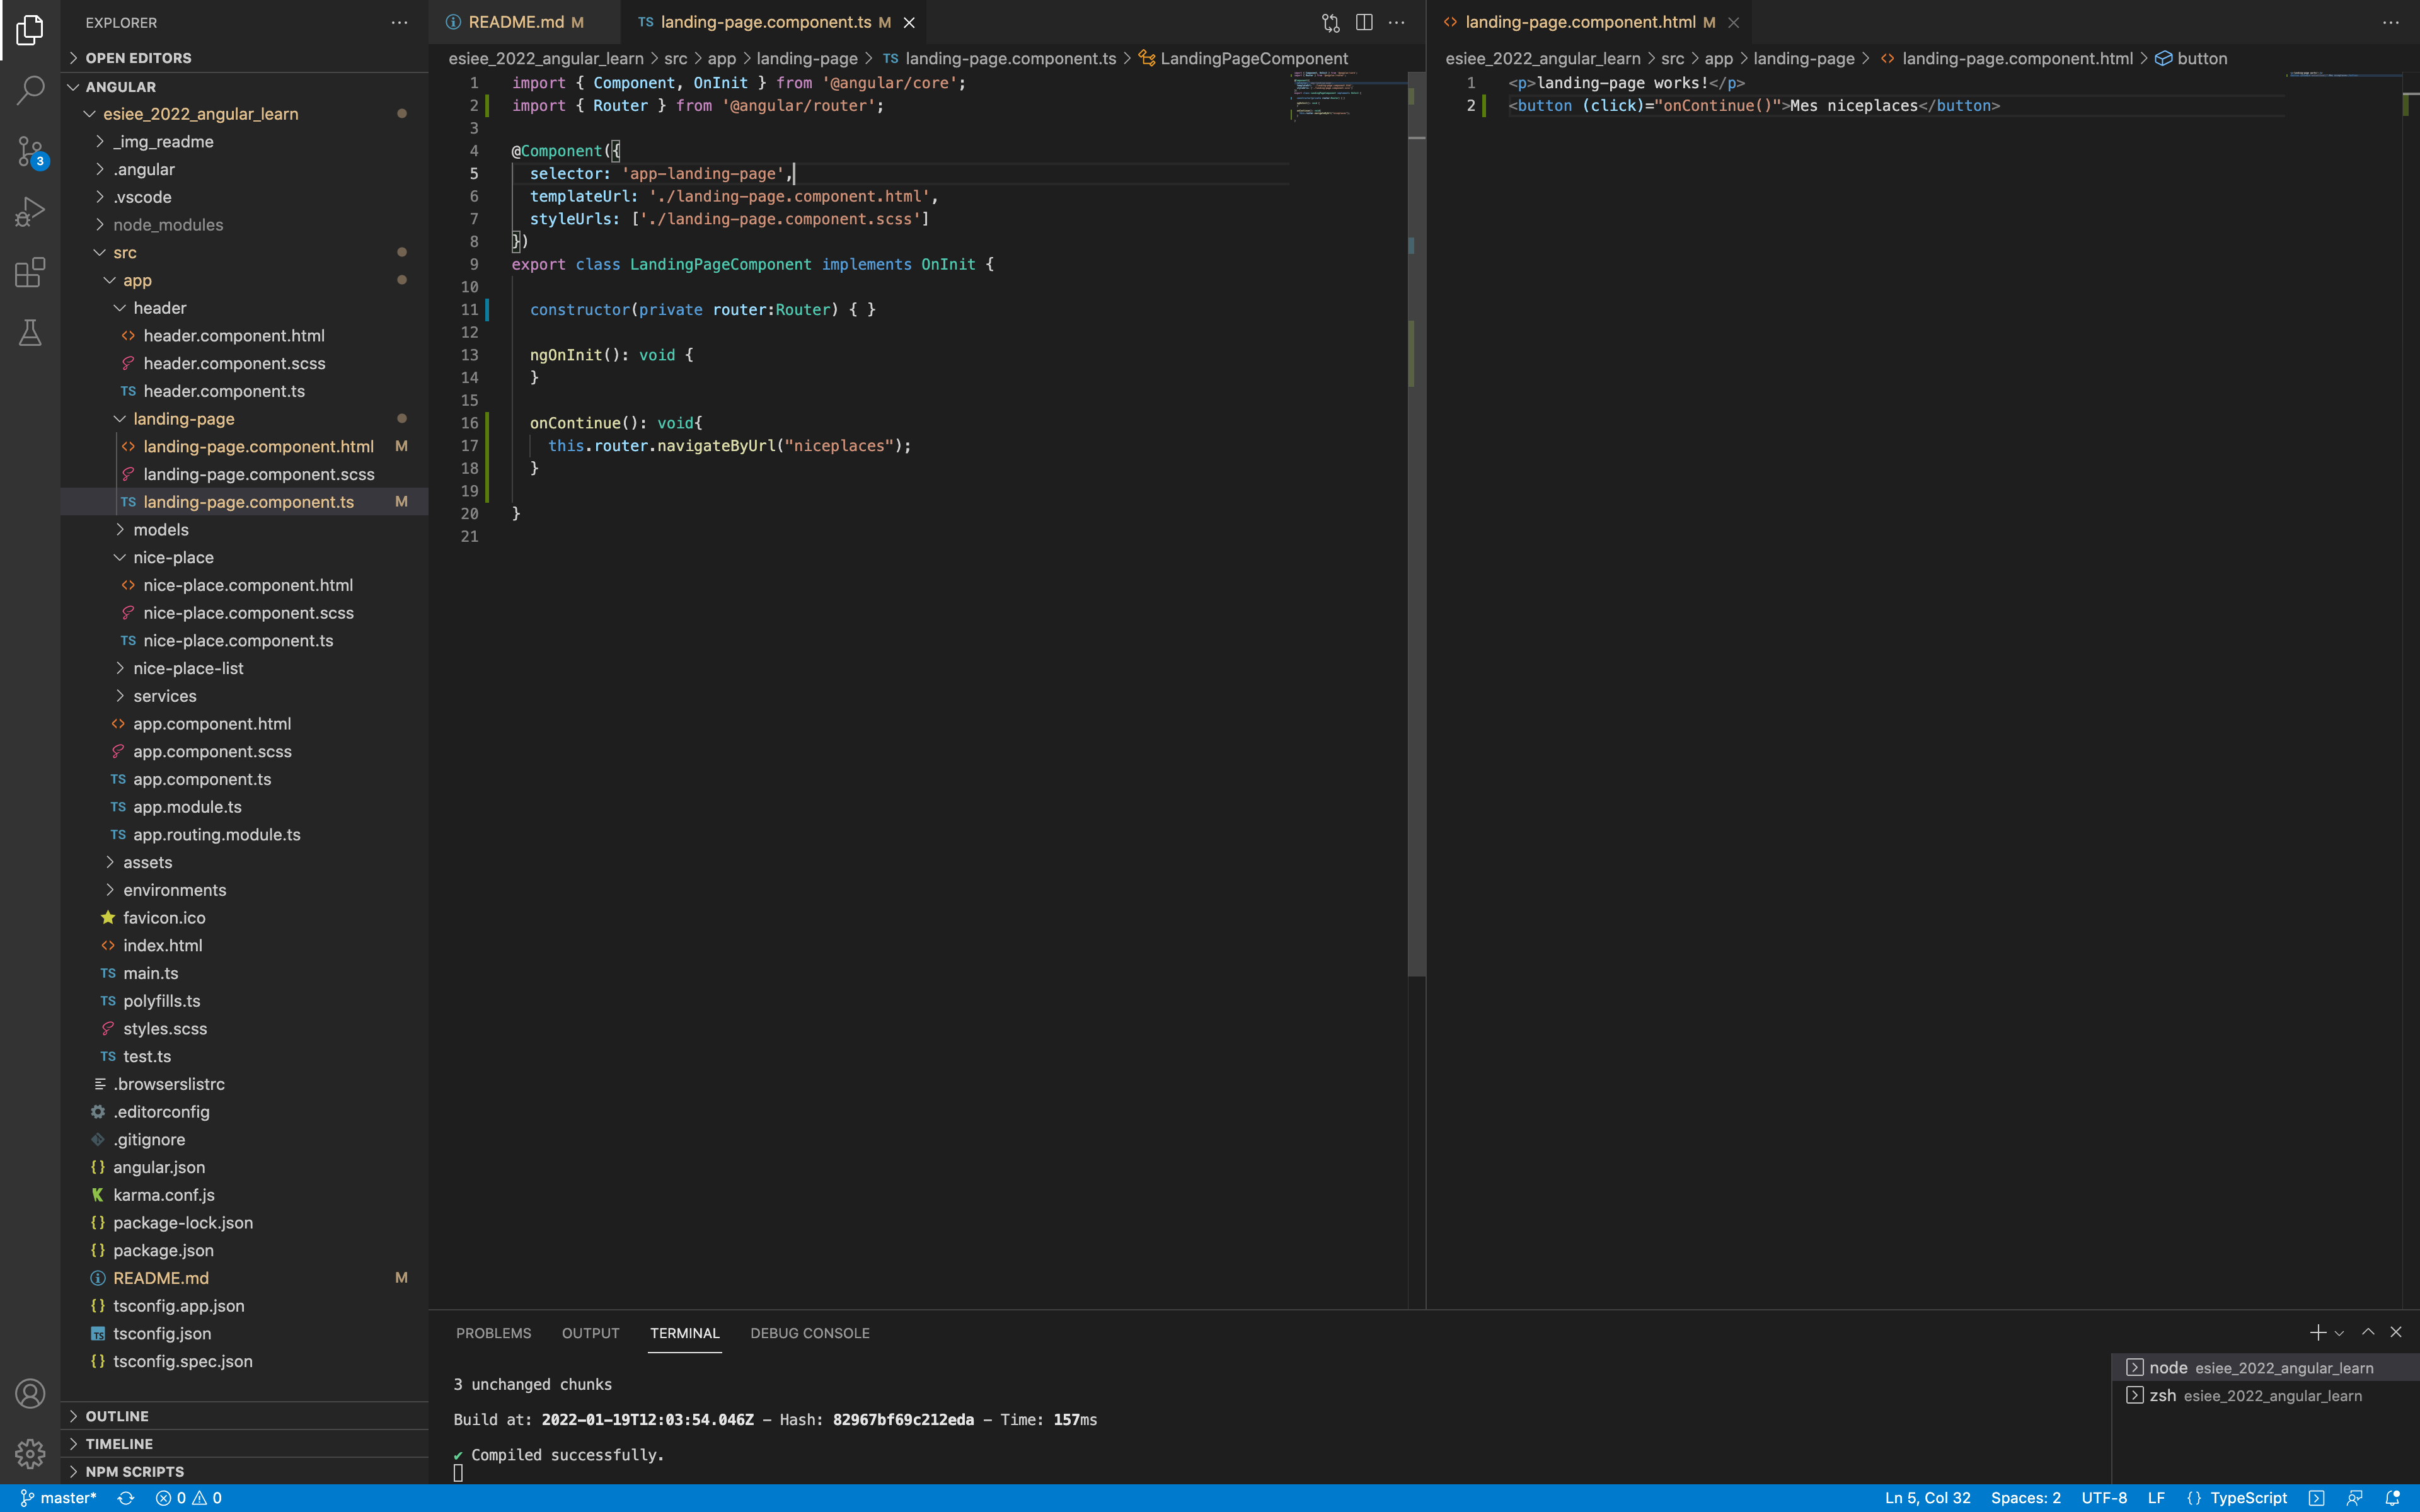 EXPLORER
OPEN EDITORS
ANGULAR
esiee_2022_angular_learn
_img_readme
.angular
.vscode
node_modules
src
app
header
header.component.html
header.component.scss
TS header.component.ts
landing-page
landing-page.component.html M
landing-page.component.scss
TS landing-page.component.ts M
models
nice-place
nice-place.component.html
nice-place.component.scss
TS nice-place.component.ts
nice-place-list
services
app.component.html
app.component.scss
TS app.component.ts
TS app.module.ts
TS app.routing.module.ts
assets
environments
favicon.ico
index.html
TS main.ts
TS polyfills.ts
styles.scss
TS test.ts
.browserslistrc
.editorconfig
.gitignore
{} angular.json
K karma.conf.js
{} package-lock.json
{} package.json
README.md M
{} tsconfig.app.json
TS tsconfig.json
{} tsconfig.spec.json
OUTLINE
TIMELINE
NPM SCRIPTS
3
README.md M
TS landing-page.component.ts M
esiee_2022_angular_learn > src > app > landing-page > TS landing-page.component.ts > LandingPageComponent
1 import { Component, OnInit } from '@angular/core';
2 import { Router } from '@angular/router';
3
4 @Component({
5 selector: 'app-landing-page',
6 templateUrl: './landing-page.component.html',
7 styleUrls: ['./landing-page.component.scss']
8 })
9 export class LandingPageComponent implements OnInit {
10
11 constructor(private router:Router) { }
12
13 ngOnInit(): void {
14 }
15
16 onContinue(): void{
17 this.router.navigateByUrl("niceplaces");
18 }
19
20 }
21
landing-page.component.html M
esiee_2022_angular_learn > src > app > landing-page > landing-page.component.html > button
1 <p>landing-page works!</p>
2 <button (click)="onContinue()">Mes niceplaces</button>
PROBLEMS OUTPUT TERMINAL DEBUG CONSOLE
3 unchanged chunks
Build at: 2022-01-19T12:03:54.046Z - Hash: 82967bf69c212eda - Time: 157ms
✔ Compiled successfully.
node esiee_2022_angular_learn
zsh esiee_2022_angular_learn
master* 0 0
Ln 5, Col 32 Spaces: 2 UTF-8 LF {} TypeScript